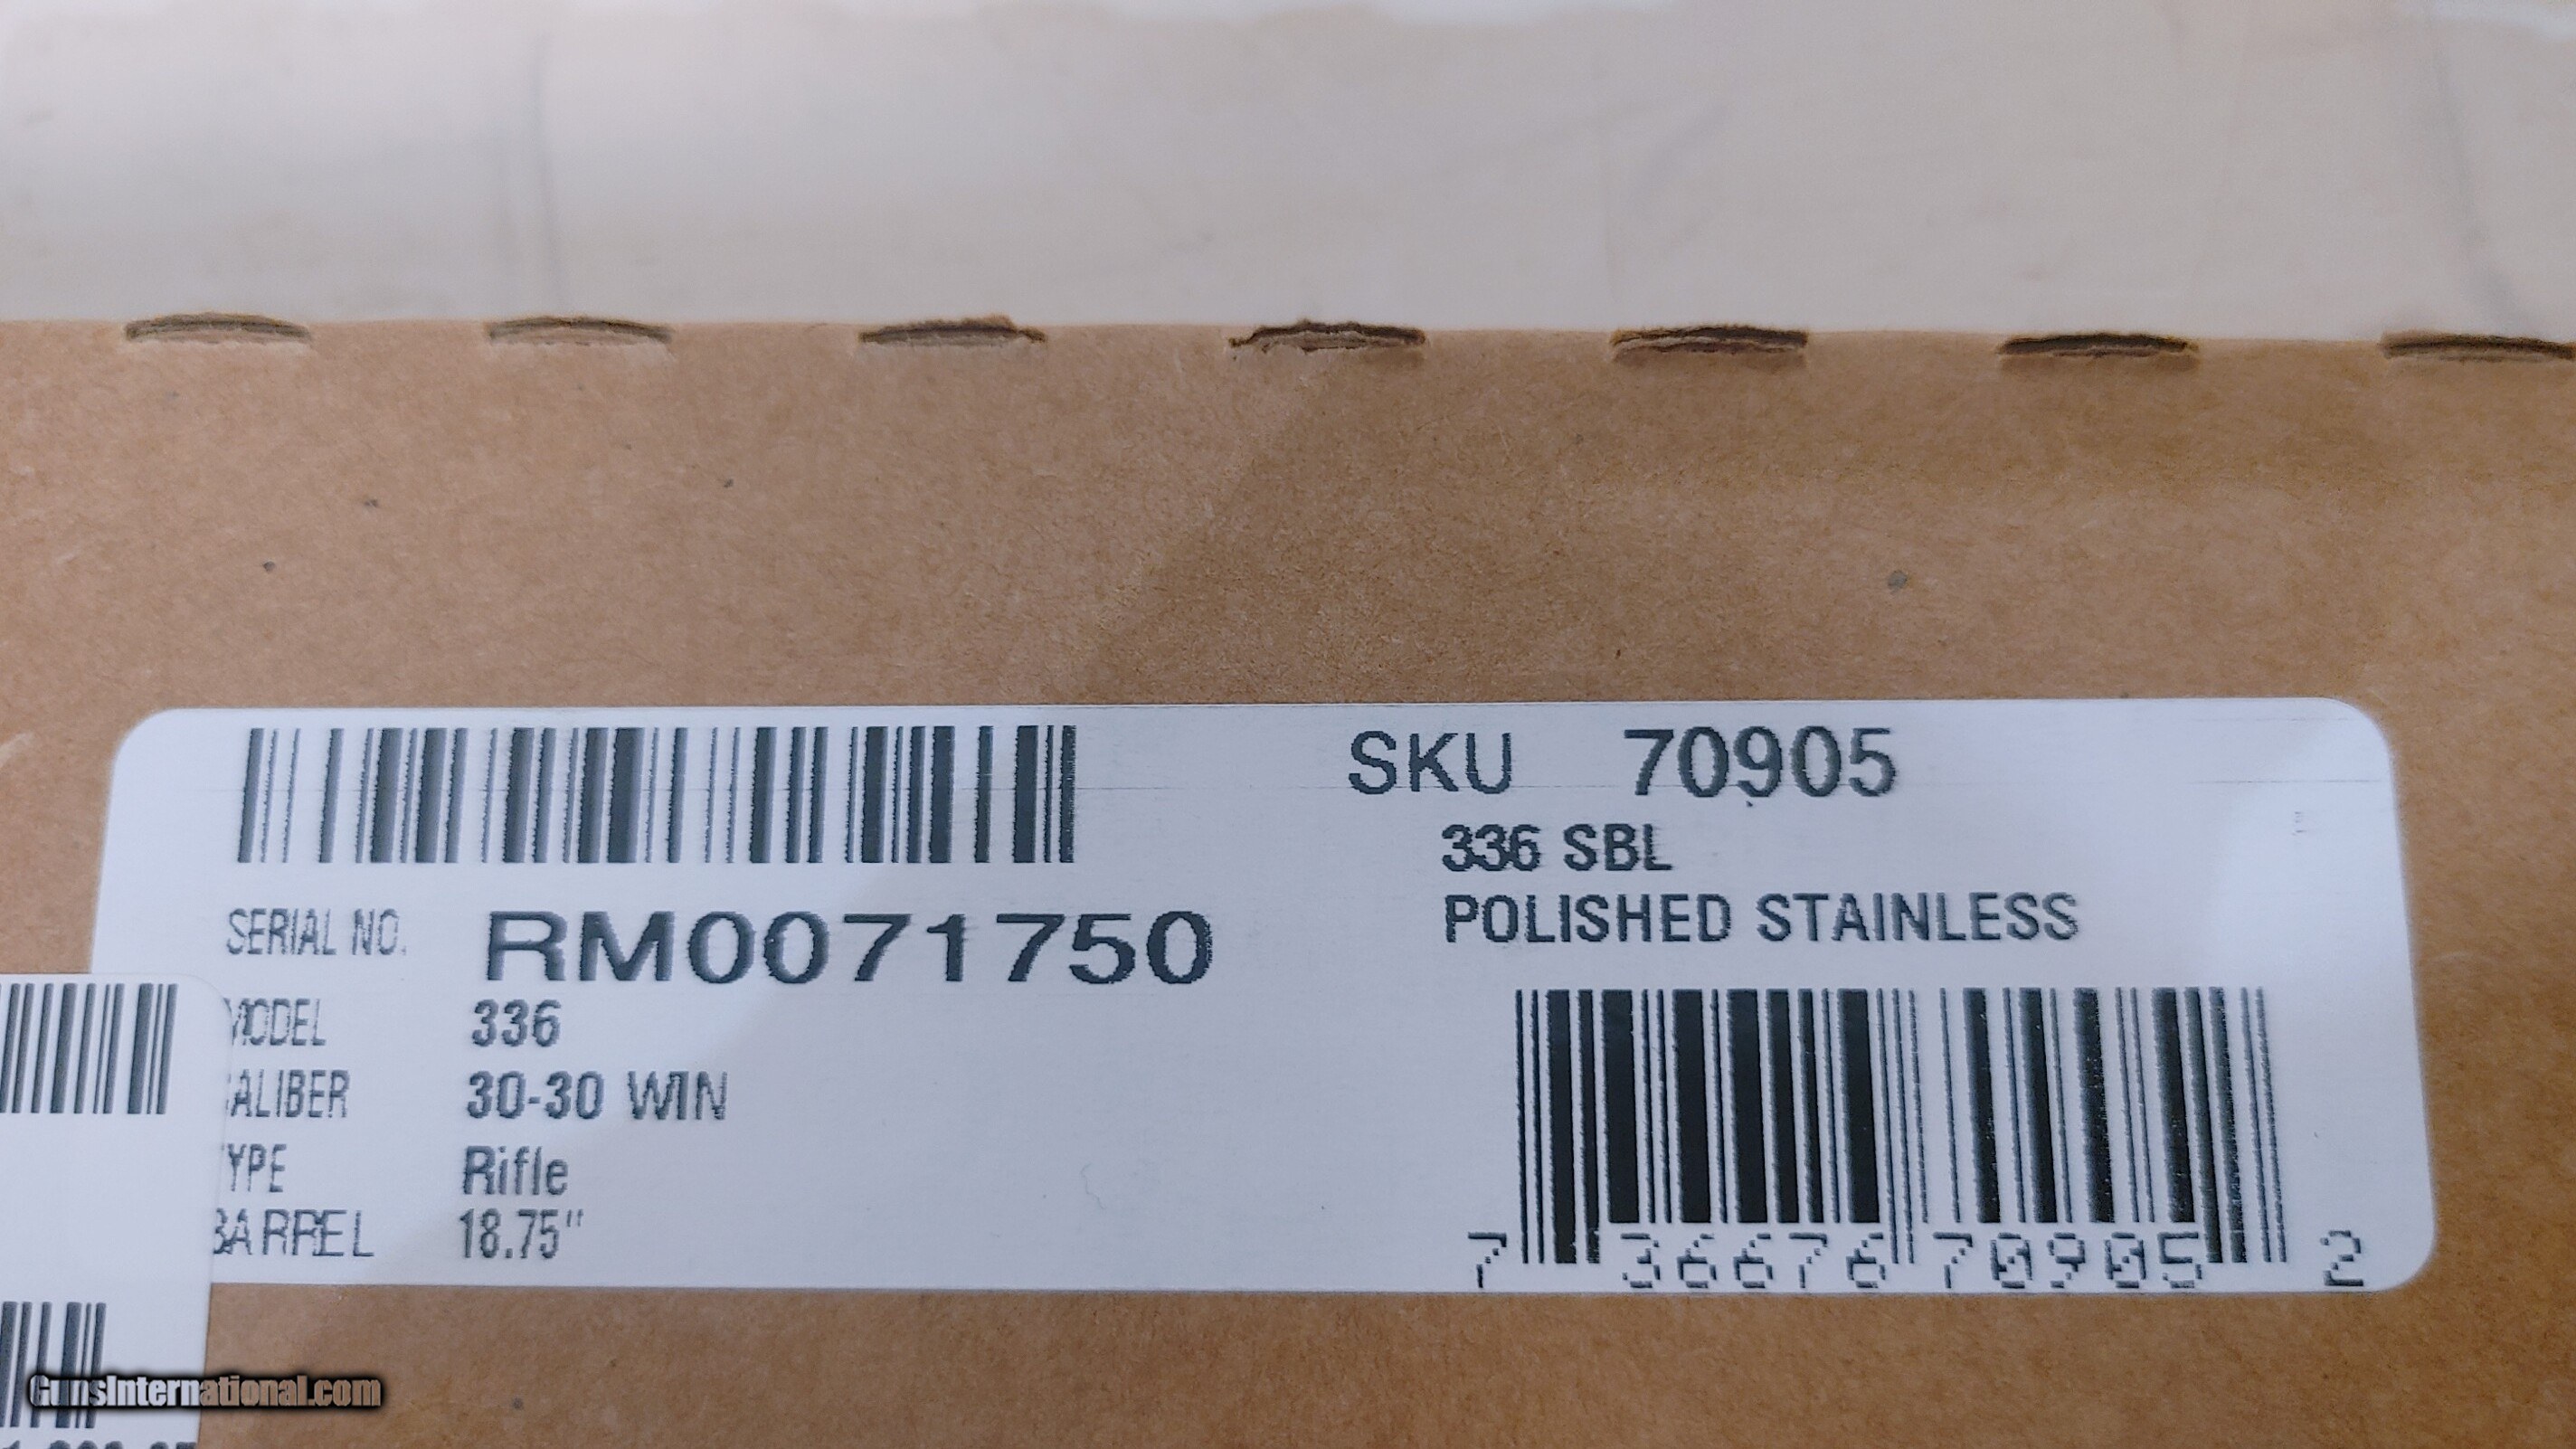 SKU 70905
336 SBL
POLISHED STAINLESS
SERIAL NO. RM0071750
MODEL 336
CALIBER 30-30 WIN
TYPE Rifle
BARREL 18.75"
7 36676 70905 2
GunsInternational.com